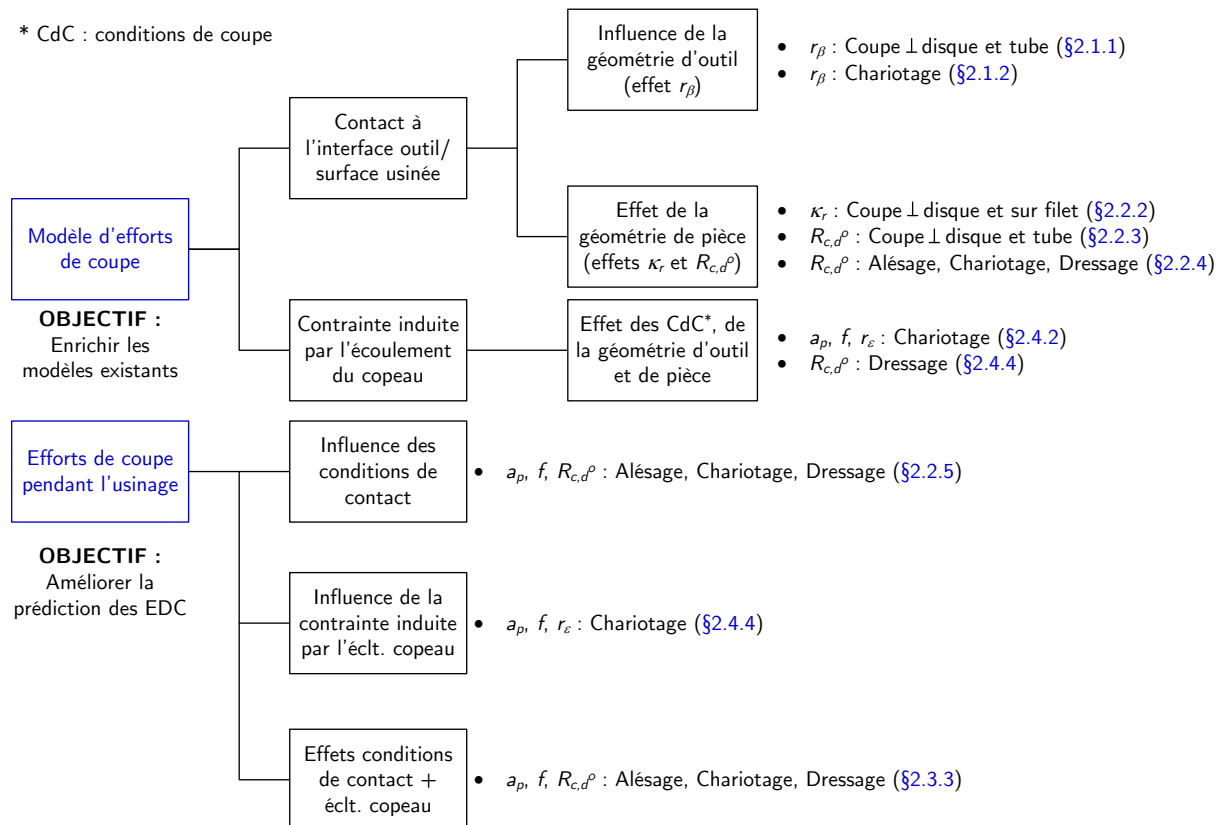 * CdC : conditions de coupe
Influence de la
géométrie d'outil
(effet rβ)
• rβ : Coupe ⊥ disque et tube (§2.1.1)
• rβ : Chariotage (§2.1.2)
Contact à
l'interface outil/
surface usinée
Effet de la
géométrie de pièce
(effets κr et Rc,dᵒ)
• κr : Coupe ⊥ disque et sur filet (§2.2.2)
• Rc,dᵒ : Coupe ⊥ disque et tube (§2.2.3)
• Rc,dᵒ : Alésage, Chariotage, Dressage (§2.2.4)
Modèle d'efforts
de coupe
OBJECTIF :
Enrichir les
modèles existants
Contrainte induite
par l'écoulement
du copeau
Effet des CdC*, de
la géométrie d'outil
et de pièce
• ap, f, rε : Chariotage (§2.4.2)
• Rc,dᵒ : Dressage (§2.4.4)
Efforts de coupe
pendant l'usinage
OBJECTIF :
Améliorer la
prédiction des EDC
Influence des
conditions de
contact
• ap, f, Rc,dᵒ : Alésage, Chariotage, Dressage (§2.2.5)
Influence de la
contrainte induite
par l'éclt. copeau
• ap, f, rε : Chariotage (§2.4.4)
Effets conditions
de contact +
éclt. copeau
• ap, f, Rc,dᵒ : Alésage, Chariotage, Dressage (§2.3.3)